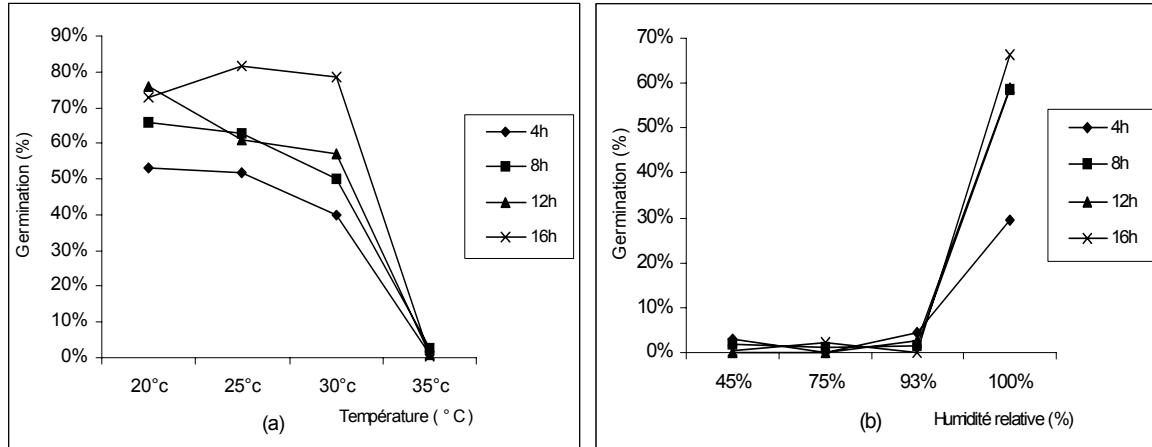 90%
80%
70%
60%
50%
40%
30%
20%
10%
0%
Germination (%)
20°c 25°c 30°c 35°c
(a)
Température ( ° C)
4h
8h
12h
16h
70%
60%
50%
40%
30%
20%
10%
0%
Germination (%)
45% 75% 93% 100%
(b)
Humidité relative (%)
4h
8h
12h
16h